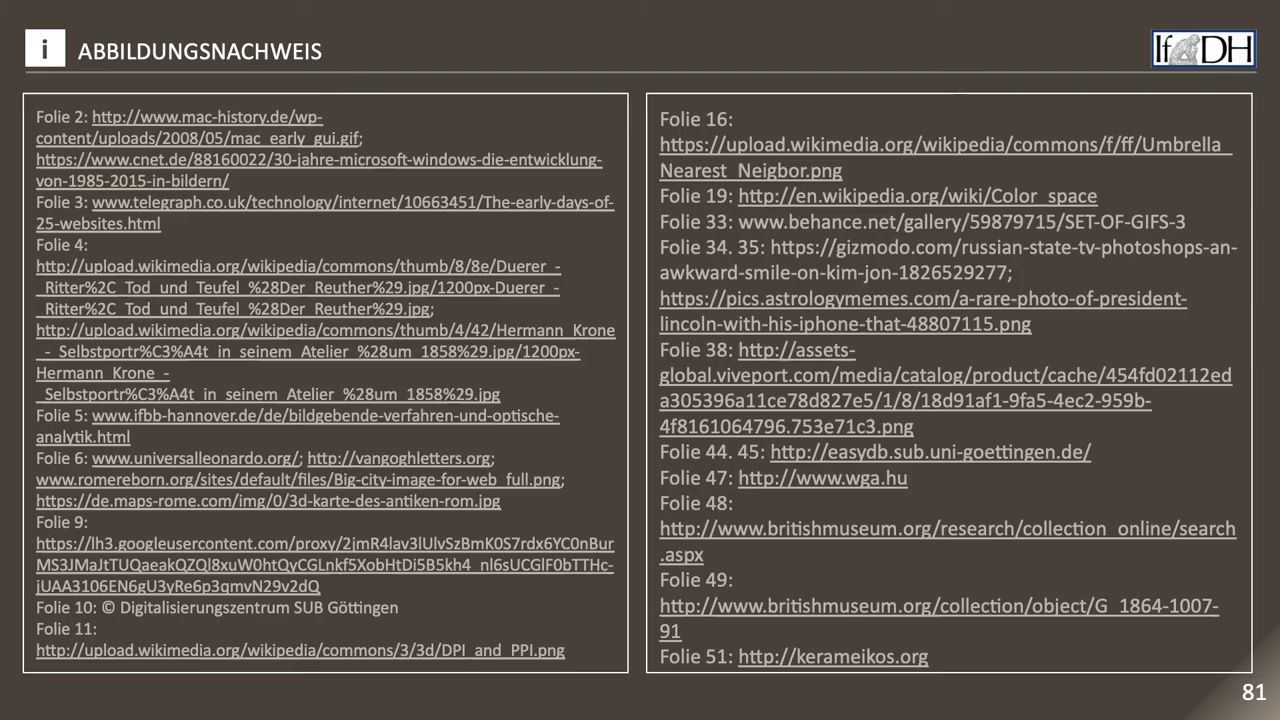 i ABBILDUNGSNACHWEIS
If DH
Folie 2: http://www.mac-history.de/wp-
content/uploads/2008/05/mac_early_gui.gif;
https://www.cnet.de/88160022/30-jahre-microsoft-windows-die-entwicklung-
von-1985-2015-in-bildern/
Folie 3: www.telegraph.co.uk/technology/internet/10663451/The-early-days-of-
25-websites.html
Folie 4:
http://upload.wikimedia.org/wikipedia/commons/thumb/8/8e/Duerer_-
_Ritter%2C_Tod_und_Teufel_%28Der_Reuther%29.jpg/1200px-Duerer_-
_Ritter%2C_Tod_und_Teufel_%28Der_Reuther%29.jpg;
http://upload.wikimedia.org/wikipedia/commons/thumb/4/42/Hermann_Krone
_-_Selbstportr%C3%A4t_in_seinem_Atelier_%28um_1858%29.jpg/1200px-
Hermann_Krone_-
_Selbstportr%C3%A4t_in_seinem_Atelier_%28um_1858%29.jpg
Folie 5: www.ifbb-hannover.de/de/bildgebende-verfahren-und-optische-
analytik.html
Folie 6: www.universalleonardo.org/; http://vangoghletters.org;
www.romereborn.org/sites/default/files/Big-city-image-for-web_full.png;
https://de.maps-rome.com/img/0/3d-karte-des-antiken-rom.jpg
Folie 9:
https://lh3.googleusercontent.com/proxy/2jmR4lav3lUlvSzBmK0S7rdx6YC0nBur
MS3JMaJtTUQaeakQZQl8xuW0htQyCGLnkf5XobHtDi5B5kh4_nl6sUCGlF0bTTHc-
jUAA3106EN6gU3yRe6p3qmvN29v2dQ
Folie 10: © Digitalisierungszentrum SUB Göttingen
Folie 11:
http://upload.wikimedia.org/wikipedia/commons/3/3d/DPI_and_PPI.png
Folie 16:
https://upload.wikimedia.org/wikipedia/commons/f/ff/Umbrella_
Nearest_Neigbor.png
Folie 19: http://en.wikipedia.org/wiki/Color_space
Folie 33: www.behance.net/gallery/59879715/SET-OF-GIFS-3
Folie 34. 35: https://gizmodo.com/russian-state-tv-photoshops-an-
awkward-smile-on-kim-jon-1826529277;
https://pics.astrologymemes.com/a-rare-photo-of-president-
lincoln-with-his-iphone-that-48807115.png
Folie 38: http://assets-
global.viveport.com/media/catalog/product/cache/454fd02112ed
a305396a11ce78d827e5/1/8/18d91af1-9fa5-4ec2-959b-
4f8161064796.753e71c3.png
Folie 44. 45: http://easydb.sub.uni-goettingen.de/
Folie 47: http://www.wga.hu
Folie 48:
http://www.britishmuseum.org/research/collection_online/search
.aspx
Folie 49:
http://www.britishmuseum.org/collection/object/G_1864-1007-
91
Folie 51: http://kerameikos.org
81